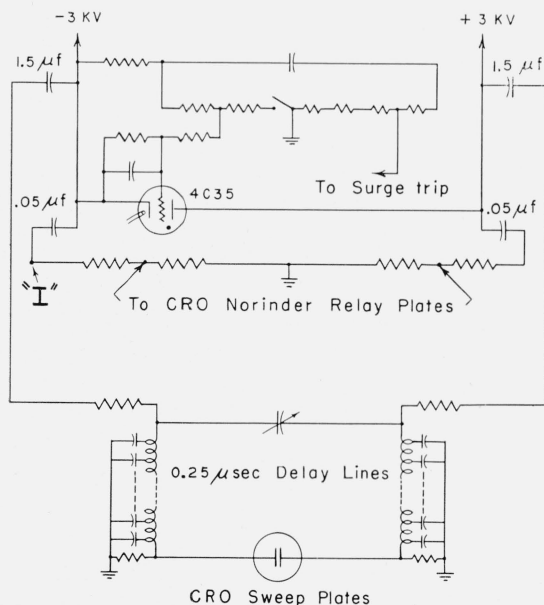 −3 KV
+3 KV
1.5 μf
1.5 μf
To Surge trip
4C35
.05 μf
.05 μf
"I"
To CRO Norinder Relay Plates
0.25 μsec Delay Lines
CRO Sweep Plates